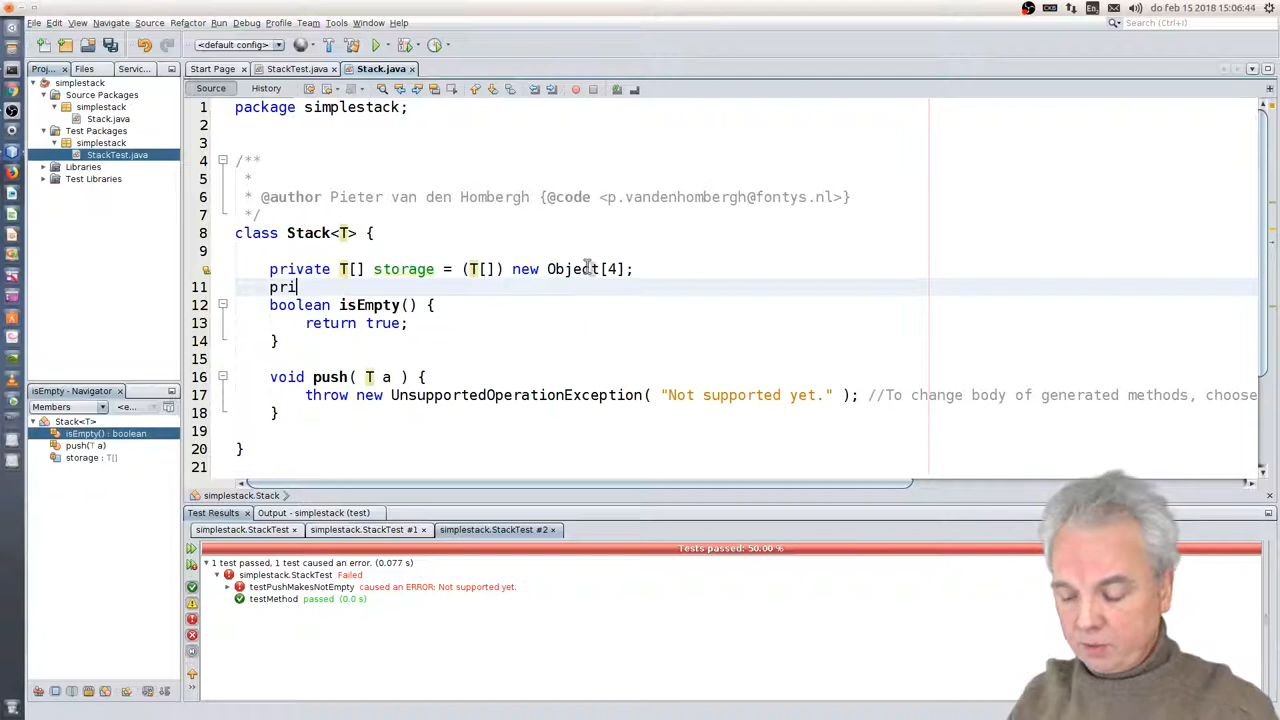 do feb 15 2018 15:06:44
File Edit View Navigate Source Refactor Run Debug Profile Team Tools Window Help
Search (Ctrl+I)
<default config>
Proj... Files Servic...
Start Page StackTest.java Stack.java
Source History
simplestack
Source Packages
simplestack
Stack.java
Test Packages
simplestack
StackTest.java
Libraries
Test Libraries
1 package simplestack;
2
3
4 /**
5 *
6 * @author Pieter van den Hombergh {@code <p.vandenhombergh@fontys.nl>}
7 */
8 class Stack<T> {
9
private T[] storage = (T[]) new Object[4];
11 pri
12 boolean isEmpty() {
13 return true;
14 }
15
16 void push( T a ) {
17 throw new UnsupportedOperationException( "Not supported yet." ); //To change body of generated methods, choose
18 }
19
20 }
21
isEmpty - Navigator
Members <e...
Stack<T>
isEmpty() : boolean
push(T a)
storage : T[]
simplestack.Stack
Test Results Output - simplestack (test)
simplestack.StackTest simplestack.StackTest #1 simplestack.StackTest #2
Tests passed: 50.00 %
1 test passed, 1 test caused an error. (0.077 s)
simplestack.StackTest Failed
testPushMakesNotEmpty caused an ERROR: Not supported yet.
testMethod passed (0.0 s)